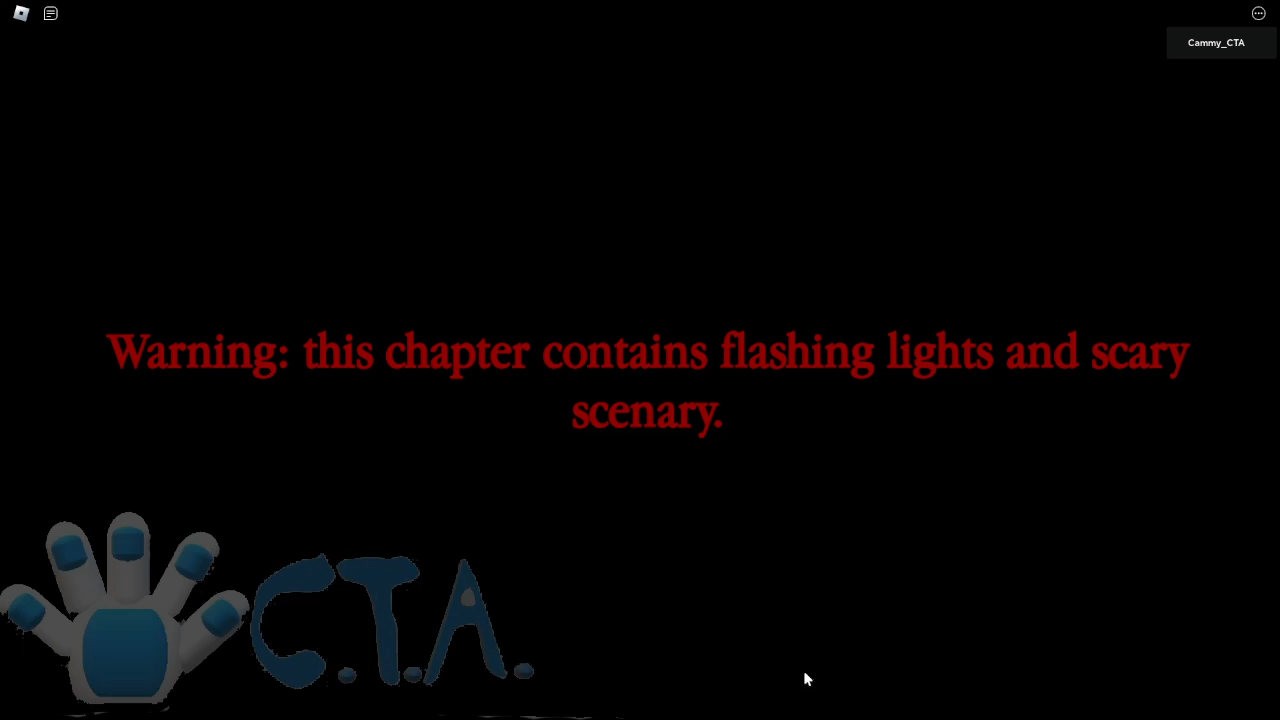 Cammy_CTA
Warning: this chapter contains flashing lights and scary
scenary.
C.T.A.